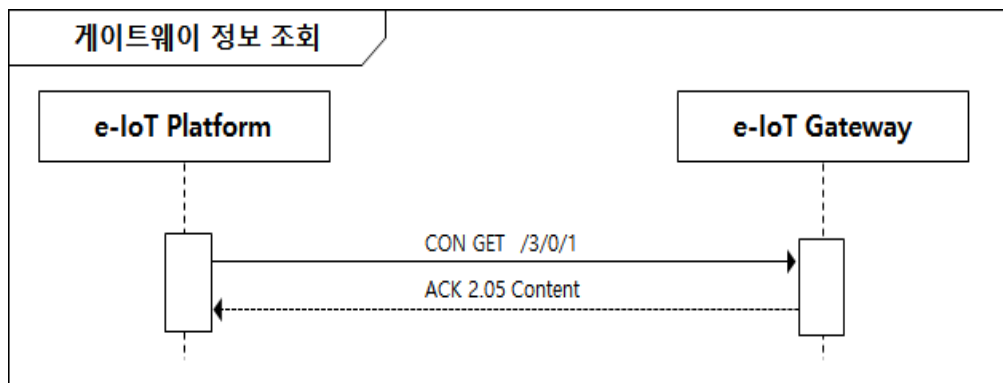 게이트웨이 정보 조회
e-IoT Platform
e-IoT Gateway
CON GET /3/0/1
ACK 2.05 Content